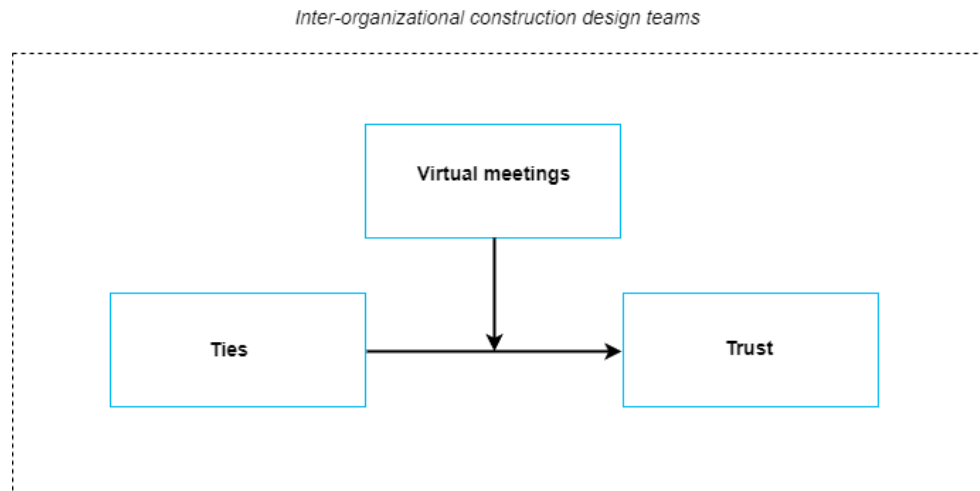 Inter-organizational construction design teams
Virtual meetings
Ties
Trust